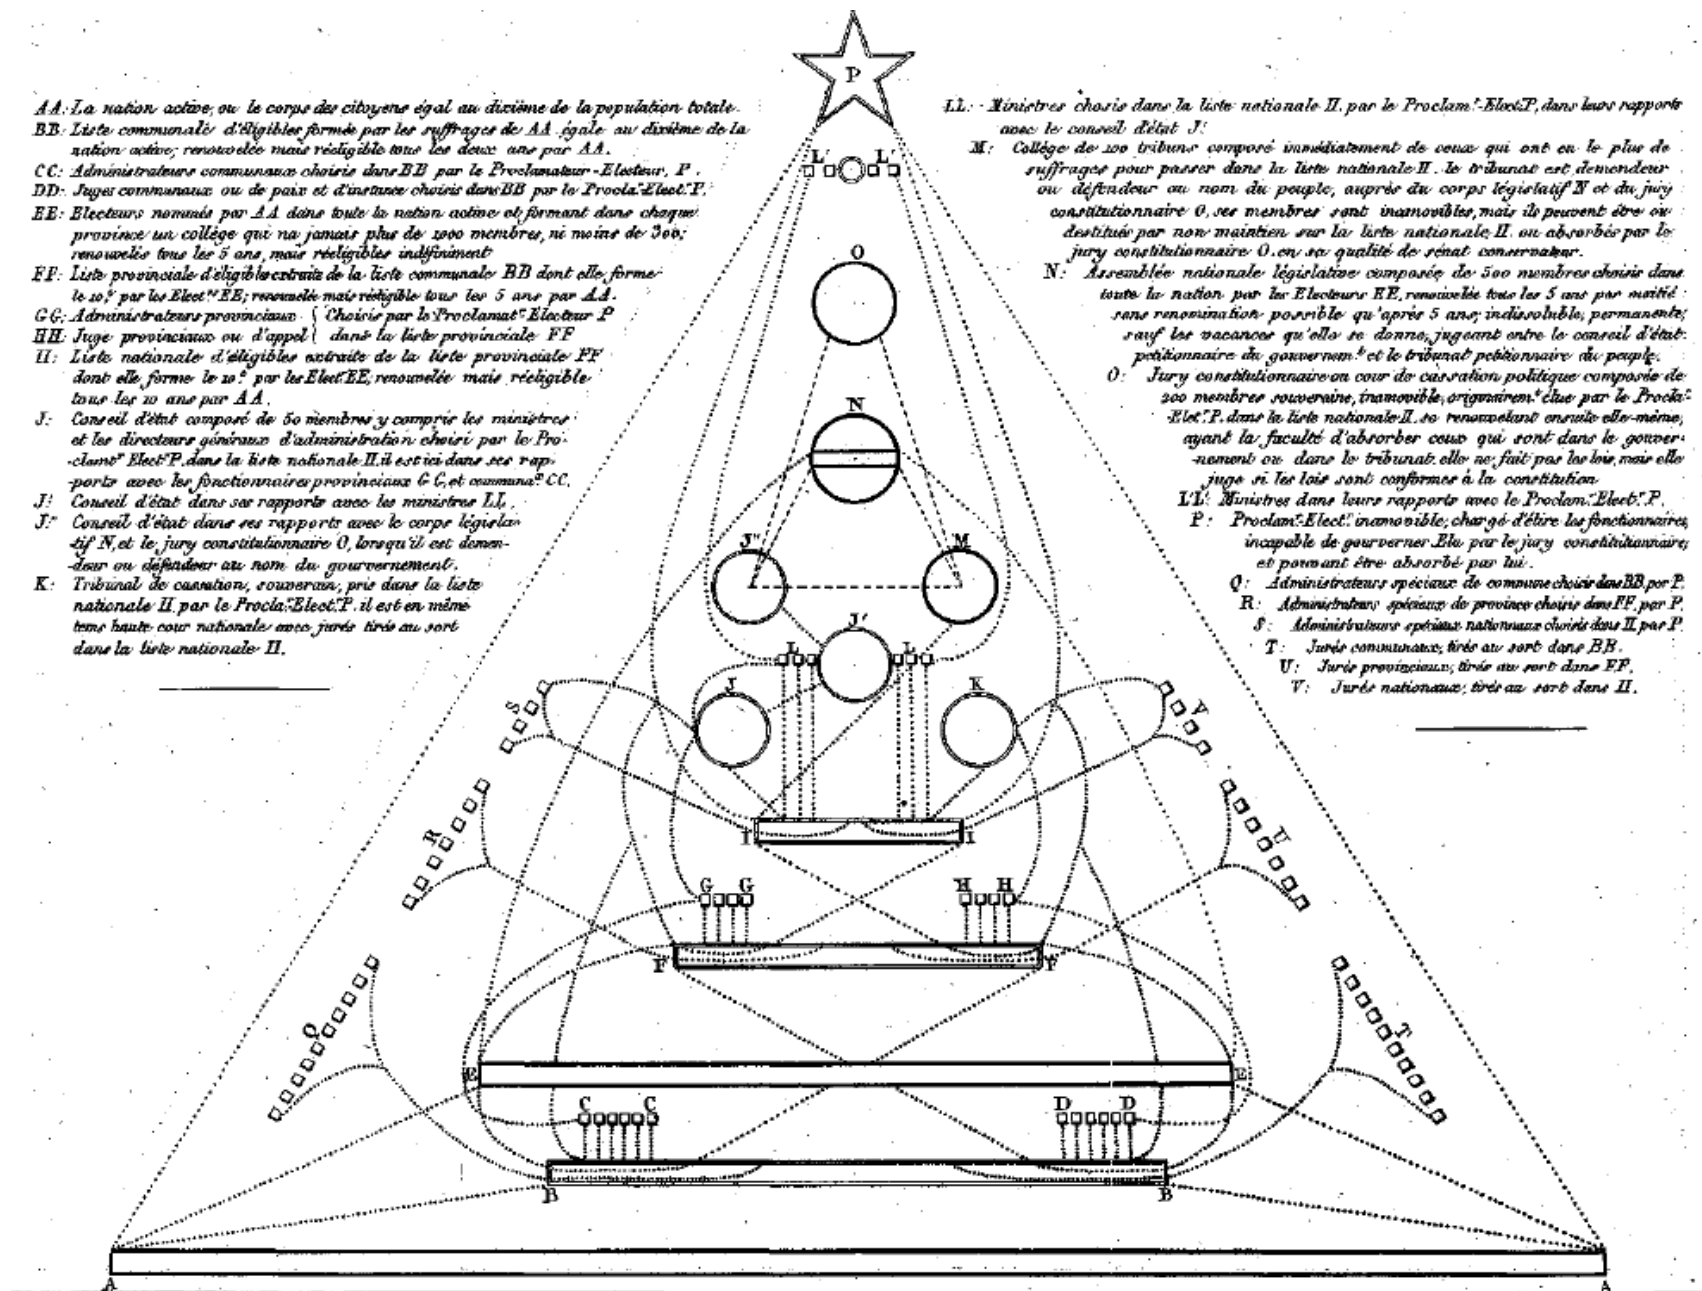 P
AA: La nation active, ou le corps des citoyens égal au dixième de la population totale.
BB: Liste communale d'éligibles formée par les suffrages de AA égale au dixième de la
nation active; renouvelée mais rééligible tous les deux ans par AA.
CC: Administrateurs communaux choisis dans BB par le Proclamateur-Electeur, P.
DD: Juges communaux ou de paix et d'instance choisis dans BB par le Procla.-Elect.r P.
EE: Electeurs nommés par AA dans toute la nation active et formant dans chaque
province un collége qui na jamais plus de 1000 membres, ni moins de 300;
renouvelés tous les 5 ans, mais rééligibles indéfiniment
FF: Liste provinciale d'éligibles extraite de la liste communale BB dont elle forme
le 10.e par les Elect.rs EE; renouvelée mais rééligible tous les 5 ans par AA.
GG: Administrateurs provinciaux { Choisis par le Proclamat.r Electeur P
HH: Juge provinciaux ou d'appel { dans la liste provinciale FF
II: Liste nationale d'éligibles extraite de la liste provinciale FF
dont elle forme le 10.e par les Elect. EE; renouvelée mais rééligible
tous les 10 ans par AA.
J: Conseil d'état composé de 50 membres y compris les ministres
et les directeurs généraux d'administration choisi par le Pro-
-clamt.r Elect.r P. dans la liste nationale II. il est ici dans ses rap-
-ports avec les fonctionnaires provinciaux GG, et commun.x CC.
J' Conseil d'état dans ses rapports avec les ministres LL.
J'' Conseil d'état dans ses rapports avec le corps législa-
-tif N, et le jury constitutionnaire O, lorsqu'il est deman-
-deur ou défendeur au nom du gourvernement.
K: Tribunal de cassation, souverain, pris dans la liste
nationale II. par le Procla.-Elect.r P. il est en même
tems haute cour nationale avec jurés tirés au sort
dans la liste nationale II.
LL: Ministres choisis dans la liste nationale II. par le Proclam.r-Elect.r P, dans leurs rapports
avec le conseil d'état J'
M: Collége de 100 tribuns composé immédiatement de ceux qui ont eu le plus de
suffrages pour passer dans la liste nationale II. le tribunat est demendeur
ou défendeur au nom du peuple, auprès du corps législatif N et du jury
constitutionnaire O, ses membres sont inamovibles, mais ils peuvent être ou
destitués par non maintien sur la liste nationale II. ou absorbés par le
jury constitutionnaire O. en sa qualité de sénat conservateur.
N: Assemblée nationale législative composée de 500 membres choisis dans
toute la nation par les Electeurs EE, renouvelée tous les 5 ans par moitié
sans renomination possible qu'après 5 ans; indissoluble, permanente,
sauf les vacances qu'elle se donne, jugeant entre le conseil d'état
petitionnaire du gouvernem.t et le tribunat petitionnaire du peuple.
O: Jury constitutionnaire ou cour de cassation politique composée de
200 membres souveraine, inamovible, originairem.t élue par le Procla-
Elect.r P. dans la liste nationale II. se renouvelant ensuite elle-même,
ayant la faculté d'absorber ceux qui sont dans le gouver-
-nement ou dans le tribunat. elle ne fait pas les lois, mais elle
juge si les lois sont conformes à la constitution
L'L': Ministres dans leurs rapports avec le Proclam.r Elect.r P.
P: Proclam.r-Elect.r inamovible, chargé d'élire les fonctionnaires,
incapable de gourverner. Elu par le jury constitutionnaire,
et pouvant être absorbé par lui.
Q: Administrateurs spéciaux de commune choisis dans BB, par P.
R: Administrateurs spéciaux de province choisis dans FF, par P.
S: Administrateurs spéciaux nationnaux choisis dans II, par P.
T: Jurés communaux, tirés au sort dans BB.
U: Jurés provinciaux, tirés au sort dans FF.
V: Jurés nationaux, tirés au sort dans II.
L' L'
O
N
J'' M
J'
L L
J K
S V
I I
R U
G G H H
F F
Q T
E E
C C D D
B B
A A